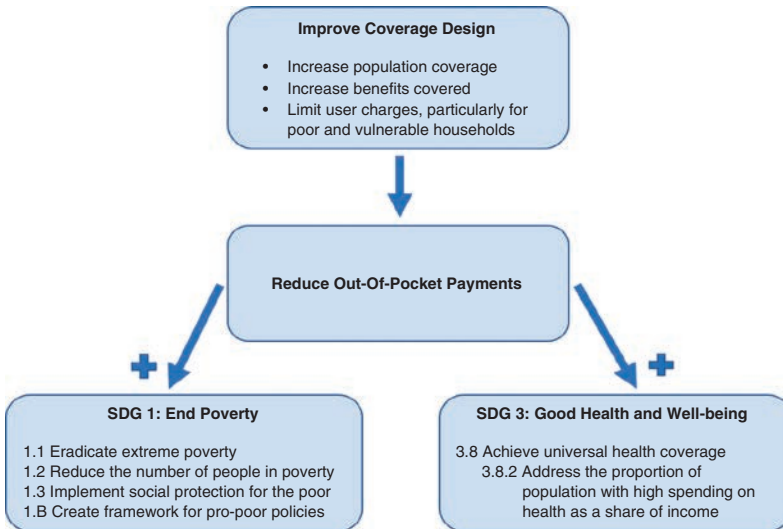 Improve Coverage Design
• Increase population coverage
• Increase benefits covered
• Limit user charges, particularly for
poor and vulnerable households
Reduce Out-Of-Pocket Payments
SDG 1: End Poverty
1.1 Eradicate extreme poverty
1.2 Reduce the number of people in poverty
1.3 Implement social protection for the poor
1.B Create framework for pro-poor policies
SDG 3: Good Health and Well-being
3.8 Achieve universal health coverage
3.8.2 Address the proportion of
population with high spending on
health as a share of income